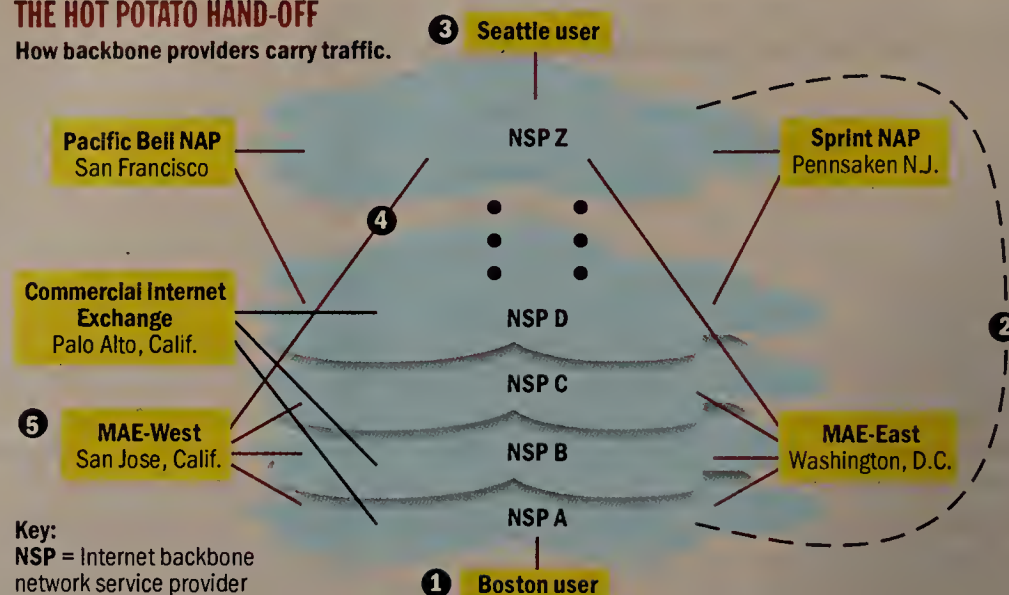 THE HOT POTATO HAND-OFF
How backbone providers carry traffic.
3 Seattle user
Pacific Bell NAP
San Francisco
NSP Z
Sprint NAP
Pennsaken N.J.
4
Commercial Internet
Exchange
Palo Alto, Calif.
NSP D
2
NSP C
5
MAE-West
San Jose, Calif.
NSP B
MAE-East
Washington, D.C.
NSP A
Key:
NSP = Internet backbone
network service provider
1 Boston user